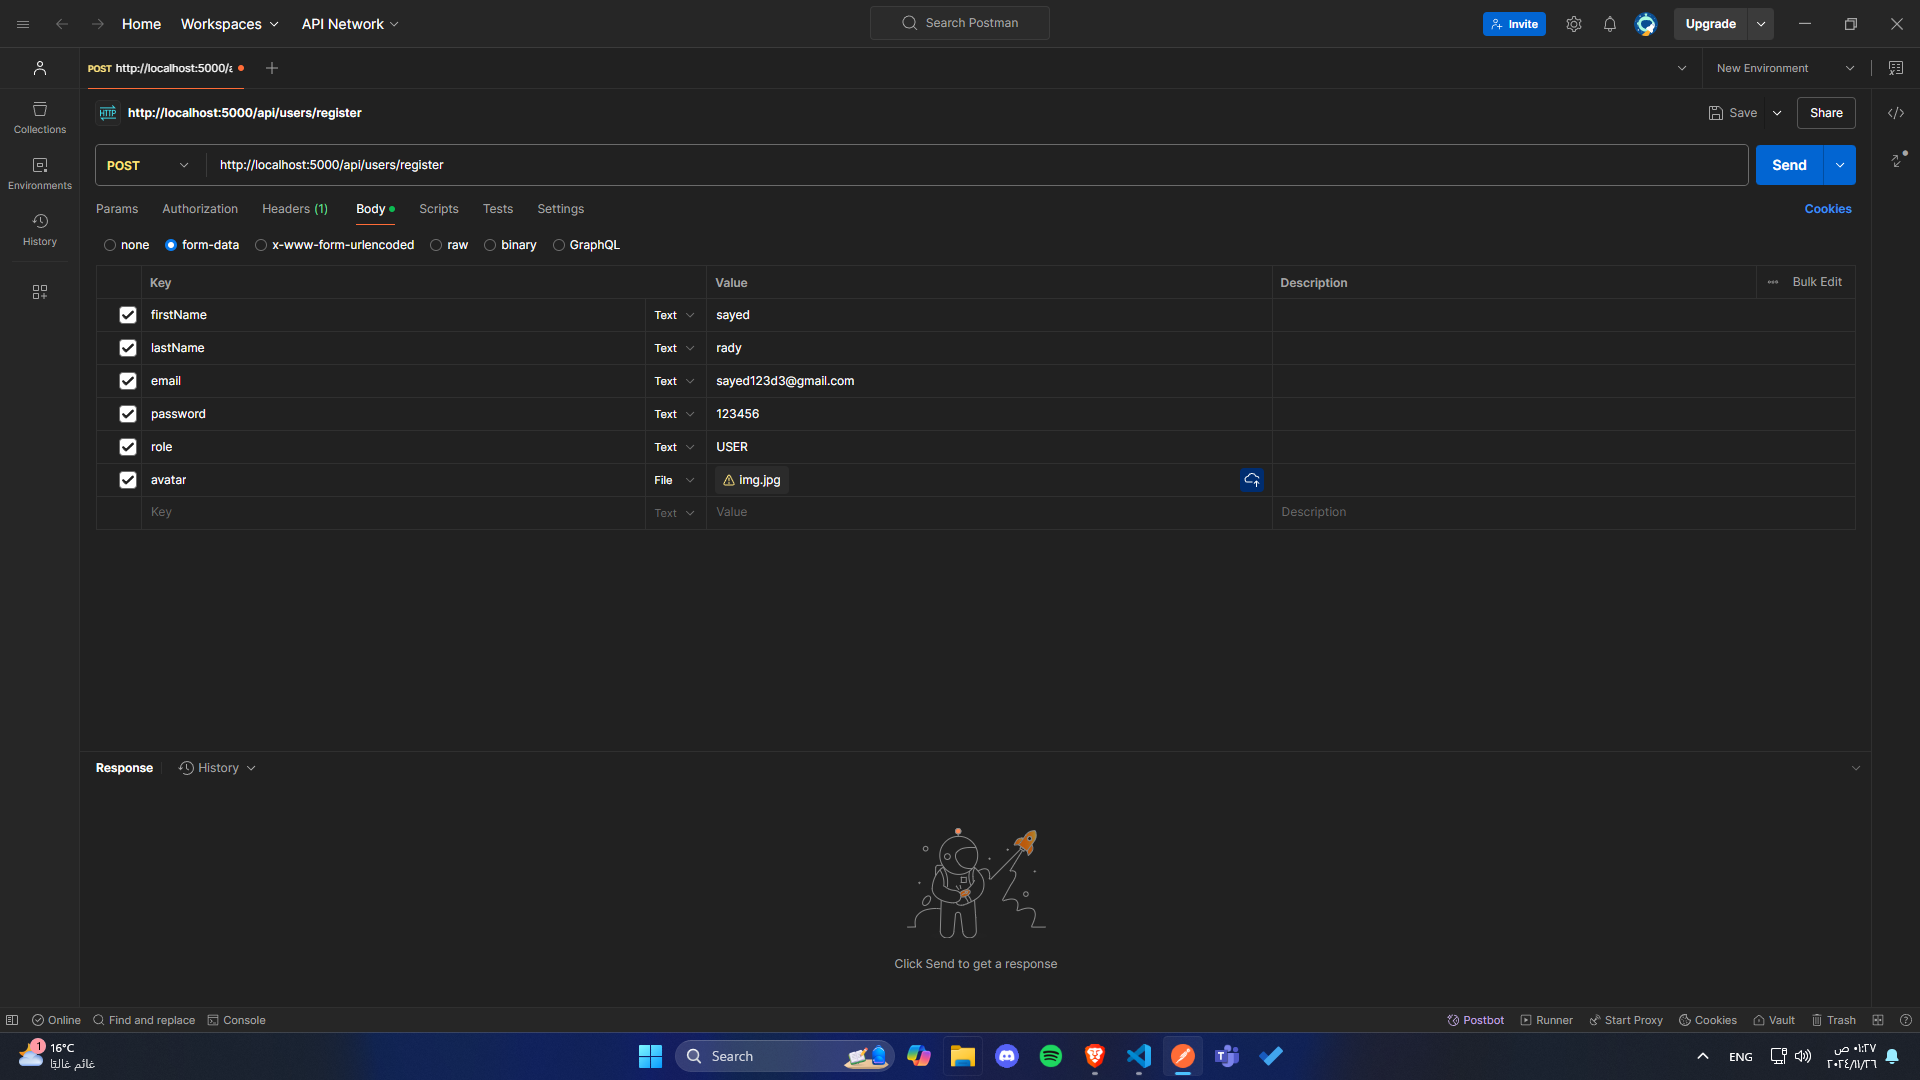 Home Workspaces API Network Search Postman Invite Upgrade
POST http://localhost:5000/a New Environment
HTTP http://localhost:5000/api/users/register Save Share
POST http://localhost:5000/api/users/register Send
Params Authorization Headers (1) Body Scripts Tests Settings Cookies
none form-data x-www-form-urlencoded raw binary GraphQL
Key Value Description Bulk Edit
firstName Text sayed
lastName Text rady
email Text sayed123d3@gmail.com
password Text 123456
role Text USER
avatar File img.jpg
Key Text Value Description
Collections
Environments
History
Response History
Click Send to get a response
Online Find and replace Console Postbot Runner Start Proxy Cookies Vault Trash
1 16°C
غائم غالبًا
Search
ENG
٠١:٢٧ ص
٢٠٢٤/١١/٢٦